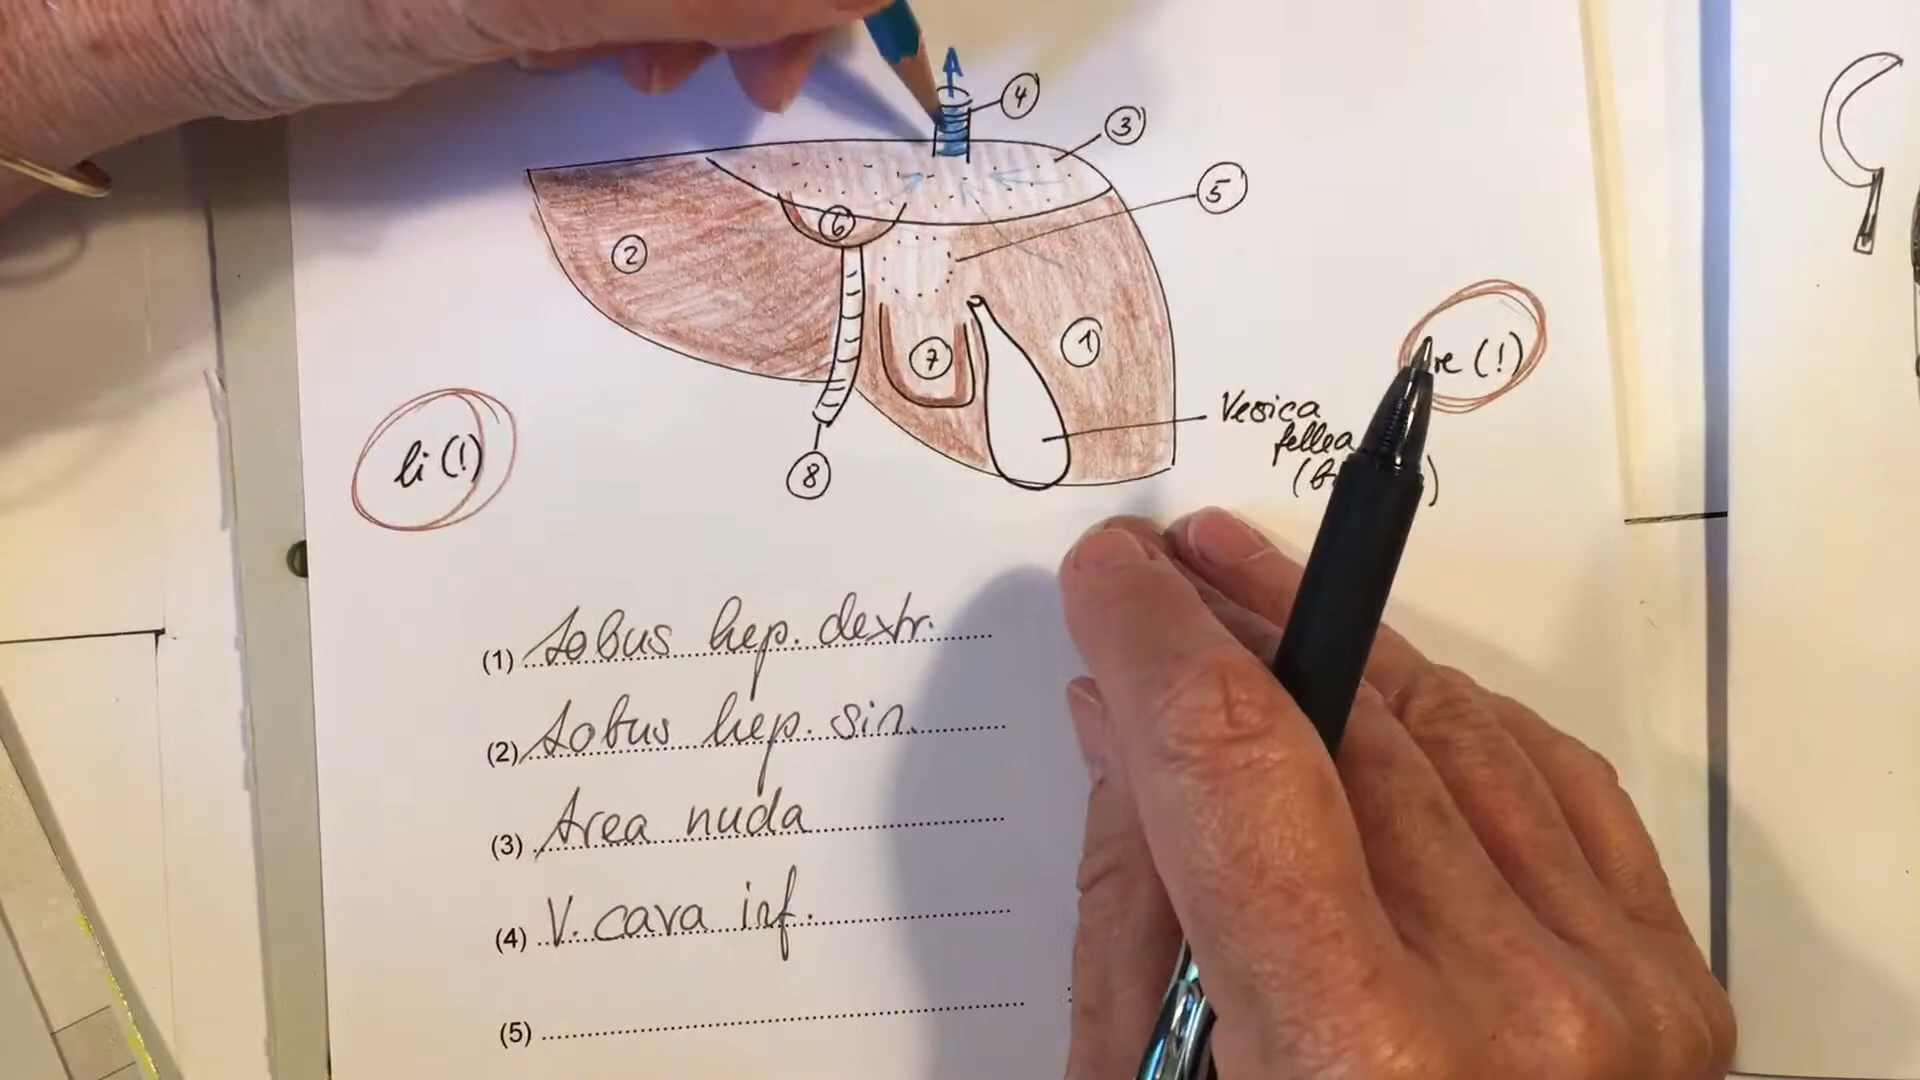 4
3
5
6
2
re (!)
7
1
Vesica
fellea
li (!)
8
(1) Lobus hep. dextr.
(2) Lobus hep. sin.
(3) Area nuda
(4) V. cava inf.
(5)